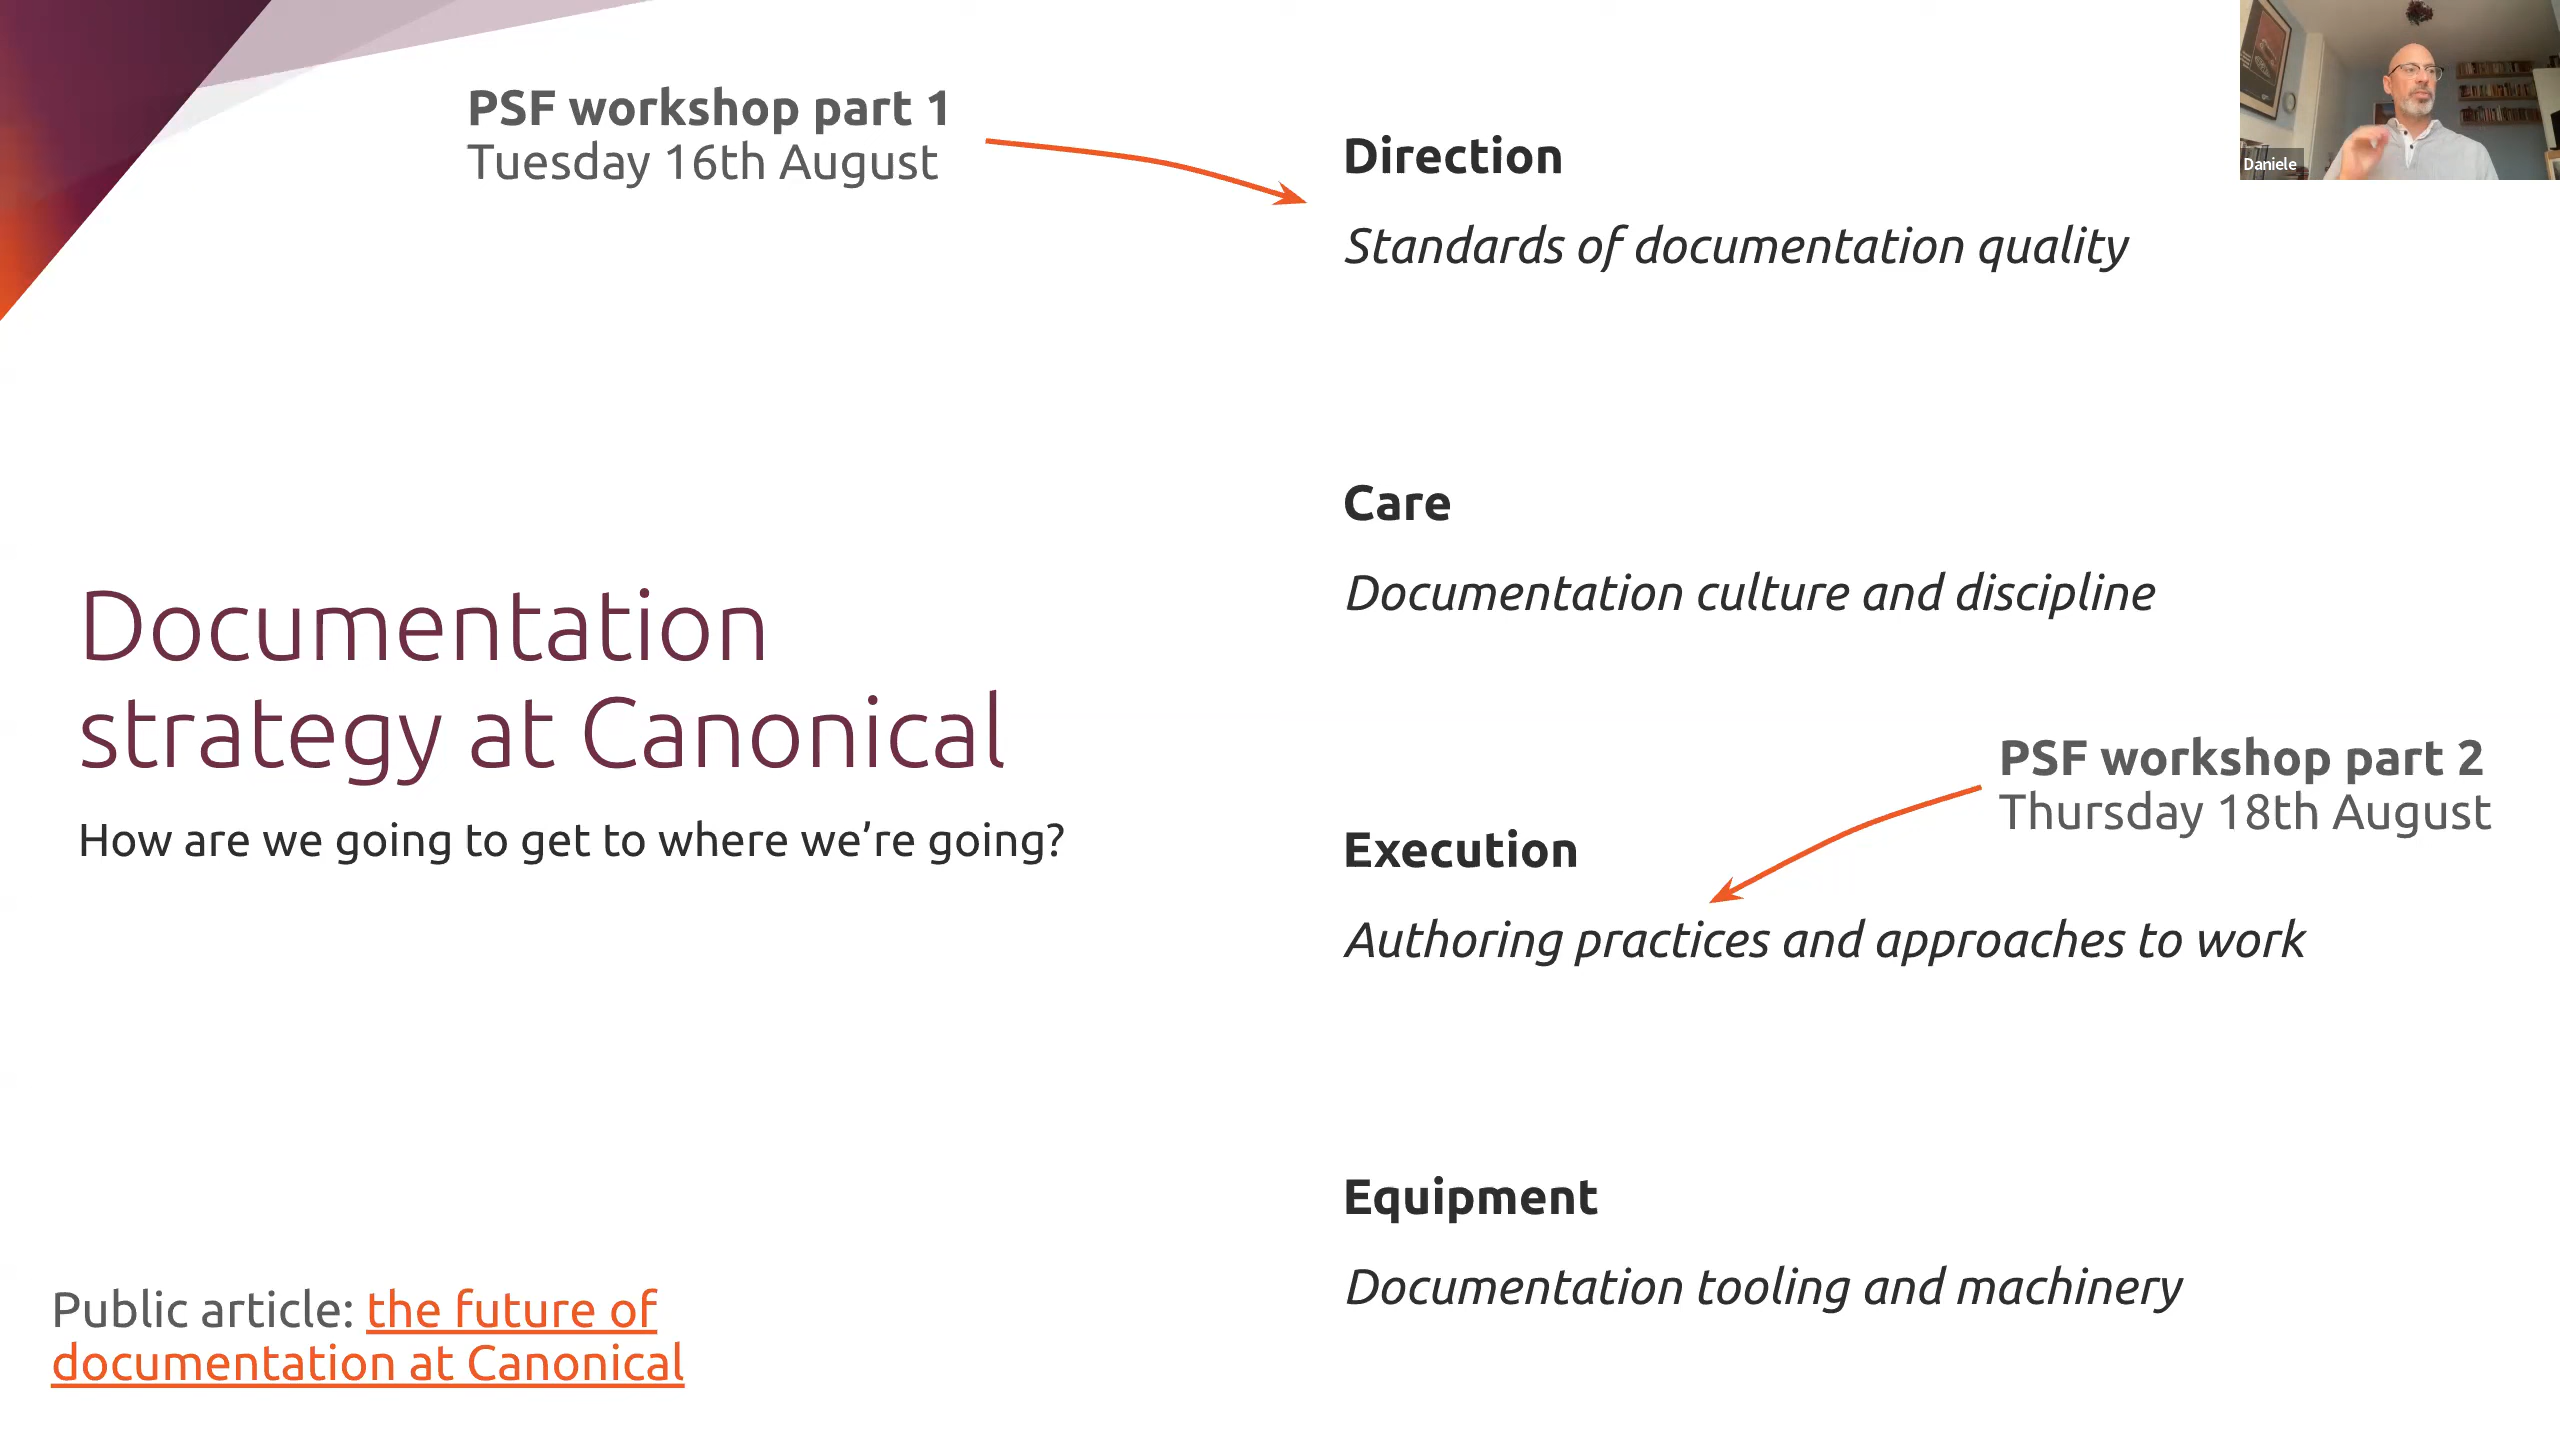 PSF workshop part 1
Tuesday 16th August
Direction
Standards of documentation quality
Daniele
Care
Documentation culture and discipline
Documentation
strategy at Canonical
How are we going to get to where we’re going?
PSF workshop part 2
Thursday 18th August
Execution
Authoring practices and approaches to work
Equipment
Documentation tooling and machinery
Public article: the future of
documentation at Canonical